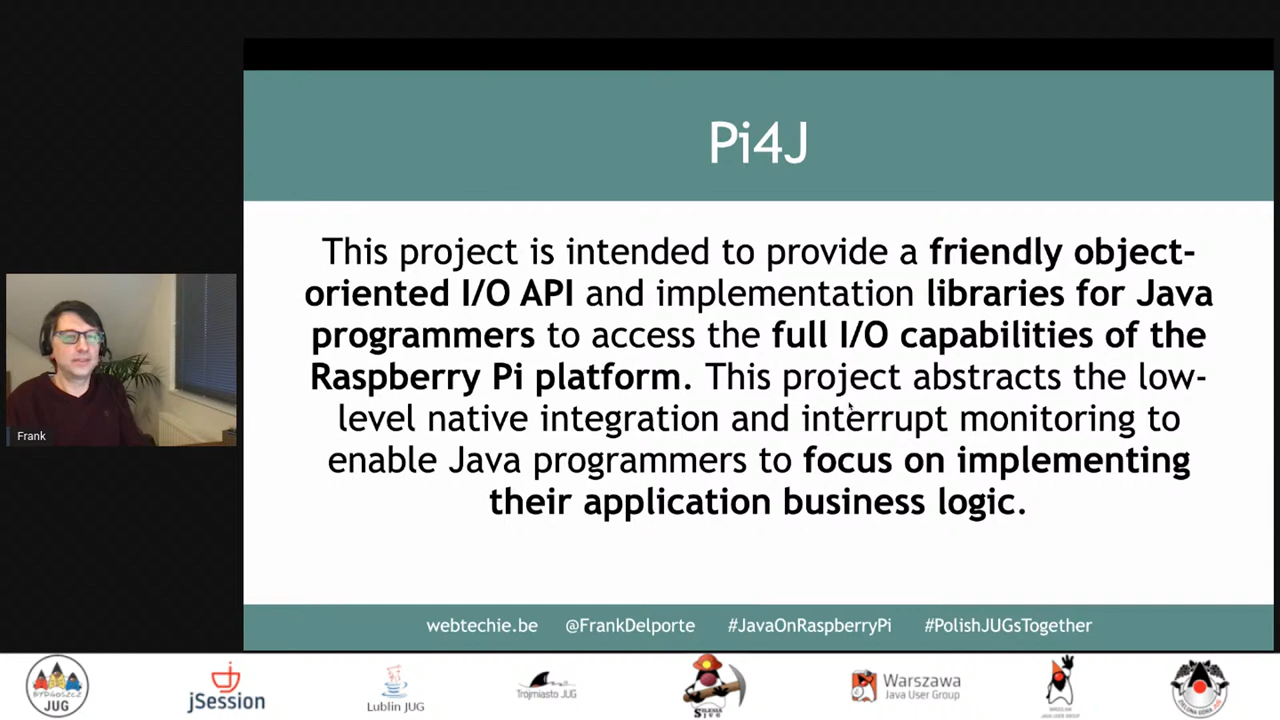 Pi4J
This project is intended to provide a friendly object-
oriented I/O API and implementation libraries for Java
programmers to access the full I/O capabilities of the
Raspberry Pi platform. This project abstracts the low-
level native integration and interrupt monitoring to
enable Java programmers to focus on implementing
their application business logic.
Frank
webtechie.be @FrankDelporte #JavaOnRaspberryPi #PolishJUGsTogether
BYDGOSZCZ
JUG
jSession
Lublin JUG
Trójmiasto JUG
Warszawa
Java User Group